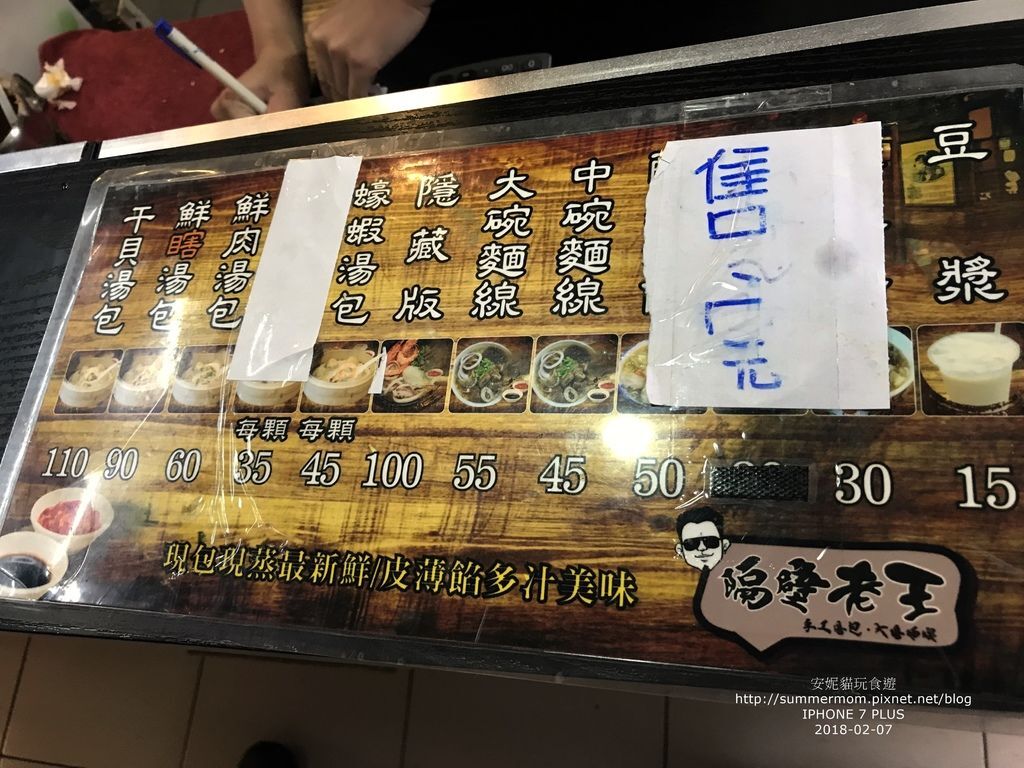 豆漿
售完
中碗麵線
大碗麵線
隱藏版
蠔蝦湯包
鮮肉湯包
鮮瞎湯包
干貝湯包
每顆 每顆
110 90 60 35 45 100 55 45 50 30 15
現包現蒸最新鮮/皮薄餡多汁美味
隔壁老王
安妮貓玩食遊
http://summermom.pixnet.net/blog
IPHONE 7 PLUS
2018-02-07